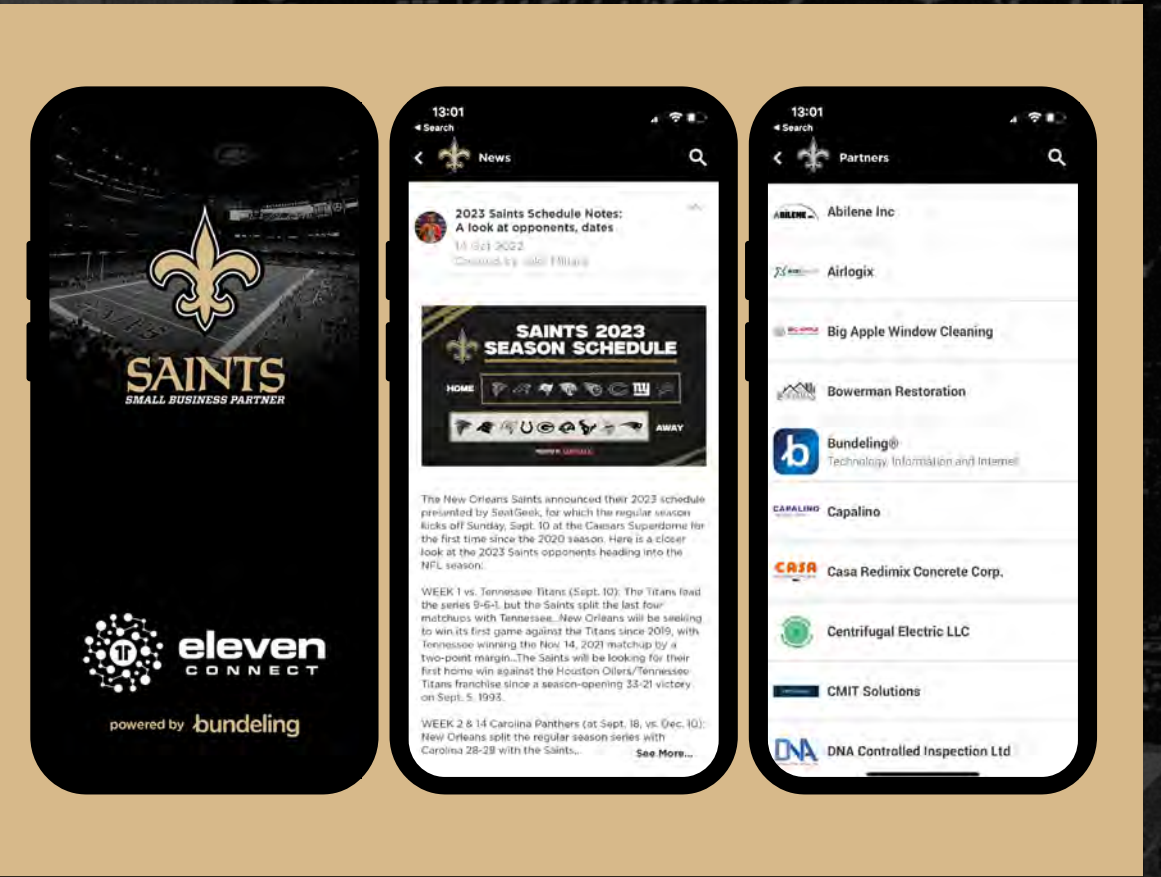 SAINTS
SMALL BUSINESS PARTNER
eleven
CONNECT
powered by bundeling
13:01
Search
News
2023 Saints Schedule Notes:
A look at opponents, dates
14 Oct 2022
Created by
SAINTS 2023
SEASON SCHEDULE
HOME
AWAY
The New Orleans Saints announced their 2023 schedule
presented by SeatGeek, for which the regular season
kicks off Sunday, Sept. 10 at the Caesars Superdome for
the first time since the 2020 season. Here is a closer
look at the 2023 Saints opponents heading into the
NFL season:
WEEK 1 vs. Tennessee Titans (Sept. 10): The Titans lead
the series 9-6-1, but the Saints split the last four
matchups with Tennessee...New Orleans will be seeking
to win its first game against the Titans since 2019, with
Tennessee winning the Nov 14, 2021 matchup by a
two-point margin...The Saints will be looking for their
first home win against the Houston Oilers/Tennessee
Titans franchise since a season-opening 33-21 victory
on Sept. 5, 1993.
WEEK 2 & 14 Carolina Panthers (at Sept. 18, vs. Dec. 10):
New Orleans split the regular season series with
Carolina 28-28 with the Saints...
See More...
13:01
Search
Partners
ABILENE
Abilene Inc
Airlogix
Big Apple Window Cleaning
Bowerman Restoration
Bundeling®
Technology, Information and Internet
CAPALINO
Capalino
CASA
Casa Redimix Concrete Corp.
Centrifugal Electric LLC
CMIT Solutions
DNA
DNA Controlled Inspection Ltd